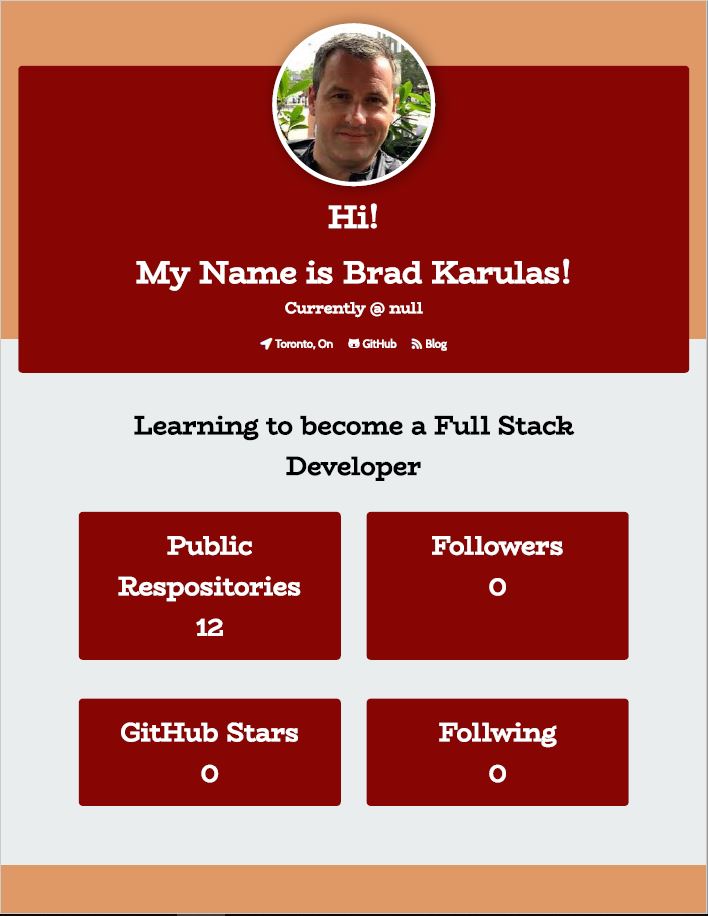 Hi!
My Name is Brad Karulas!
Currently @ null
Toronto, On GitHub Blog
Learning to become a Full Stack
Developer
Public
Respositories
12
Followers
0
GitHub Stars
0
Follwing
0